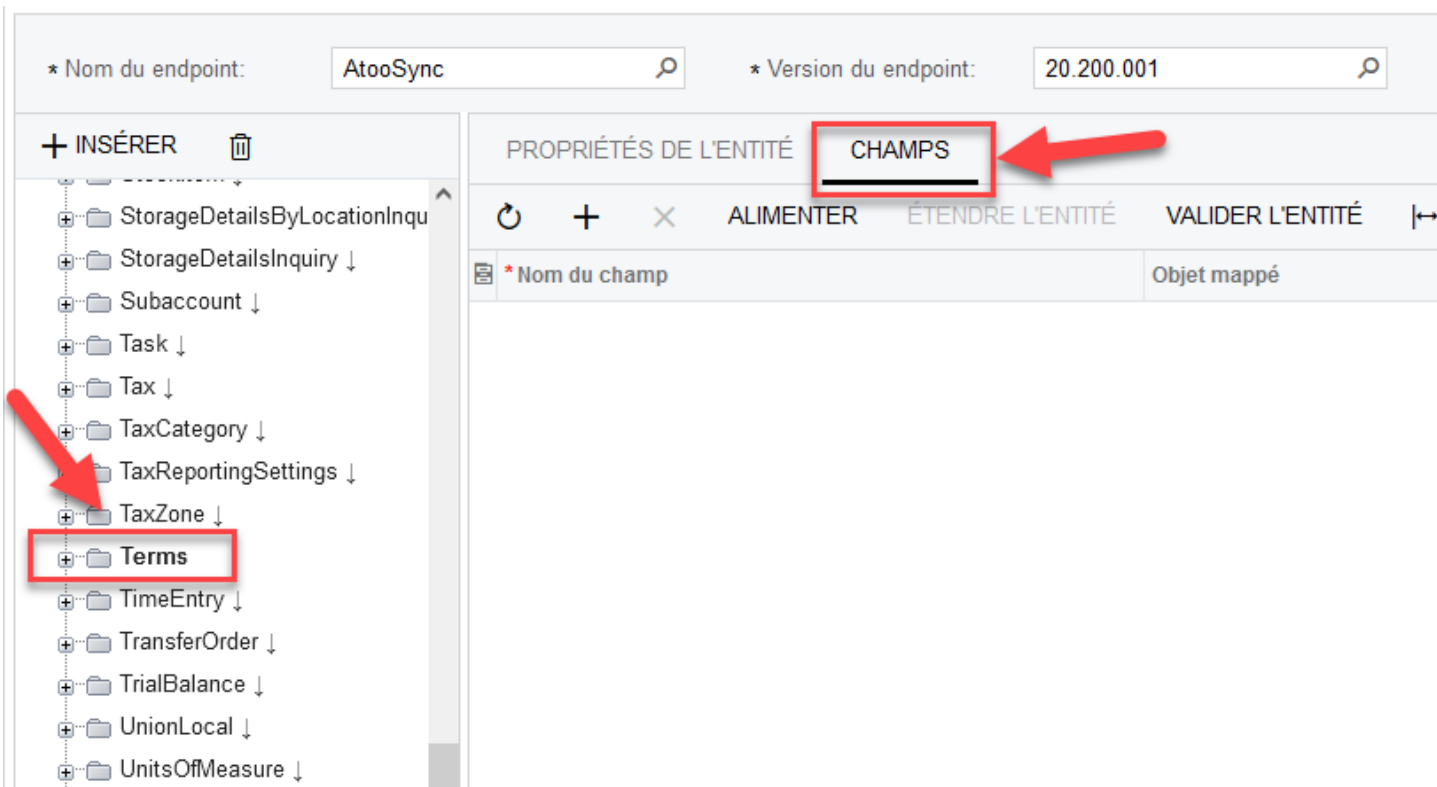 * Nom du endpoint: AtooSync * Version du endpoint: 20.200.001
+ INSÉRER
PROPRIÉTÉS DE L'ENTITÉ CHAMPS
StorageDetailsByLocationInqu
StorageDetailsInquiry ↓
Subaccount ↓
Task ↓
Tax ↓
TaxCategory ↓
TaxReportingSettings ↓
TaxZone ↓
Terms
TimeEntry ↓
TransferOrder ↓
TrialBalance ↓
UnionLocal ↓
UnitsOfMeasure ↓
ALIMENTER ÉTENDRE L'ENTITÉ VALIDER L'ENTITÉ
* Nom du champ Objet mappé